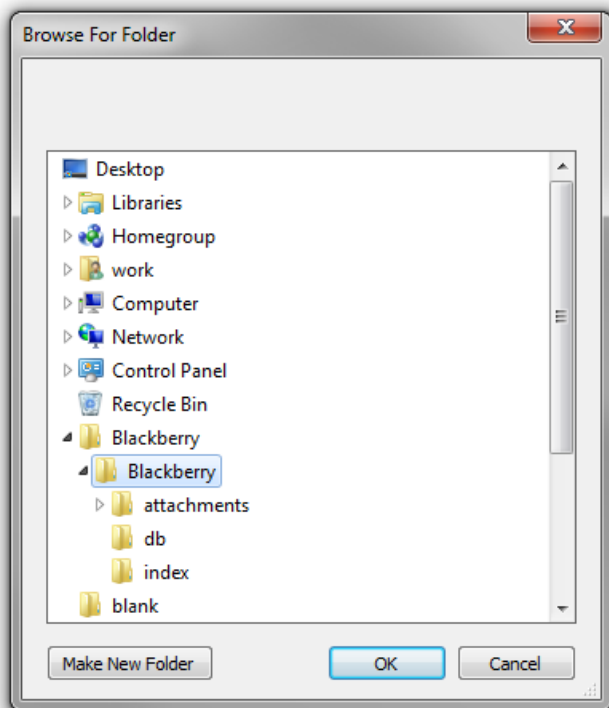 Browse For Folder
Desktop
Libraries
Homegroup
work
Computer
Network
Control Panel
Recycle Bin
Blackberry
Blackberry
attachments
db
index
blank
Make New Folder OK Cancel